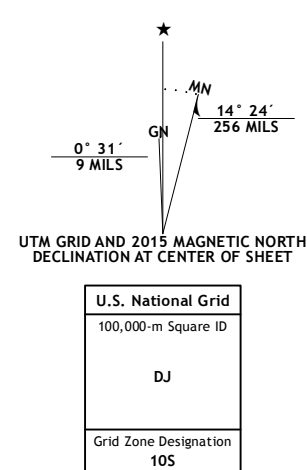 ★
MN
GN
14° 24´
256 MILS
0° 31´
9 MILS
UTM GRID AND 2015 MAGNETIC NORTH
DECLINATION AT CENTER OF SHEET
U.S. National Grid
100,000-m Square ID
DJ
Grid Zone Designation
10S